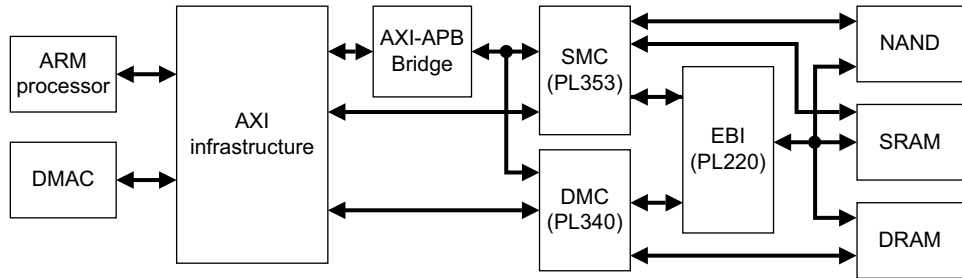 ARM
processor
DMAC
AXI
infrastructure
AXI-APB
Bridge
SMC
(PL353)
DMC
(PL340)
EBI
(PL220)
NAND
SRAM
DRAM